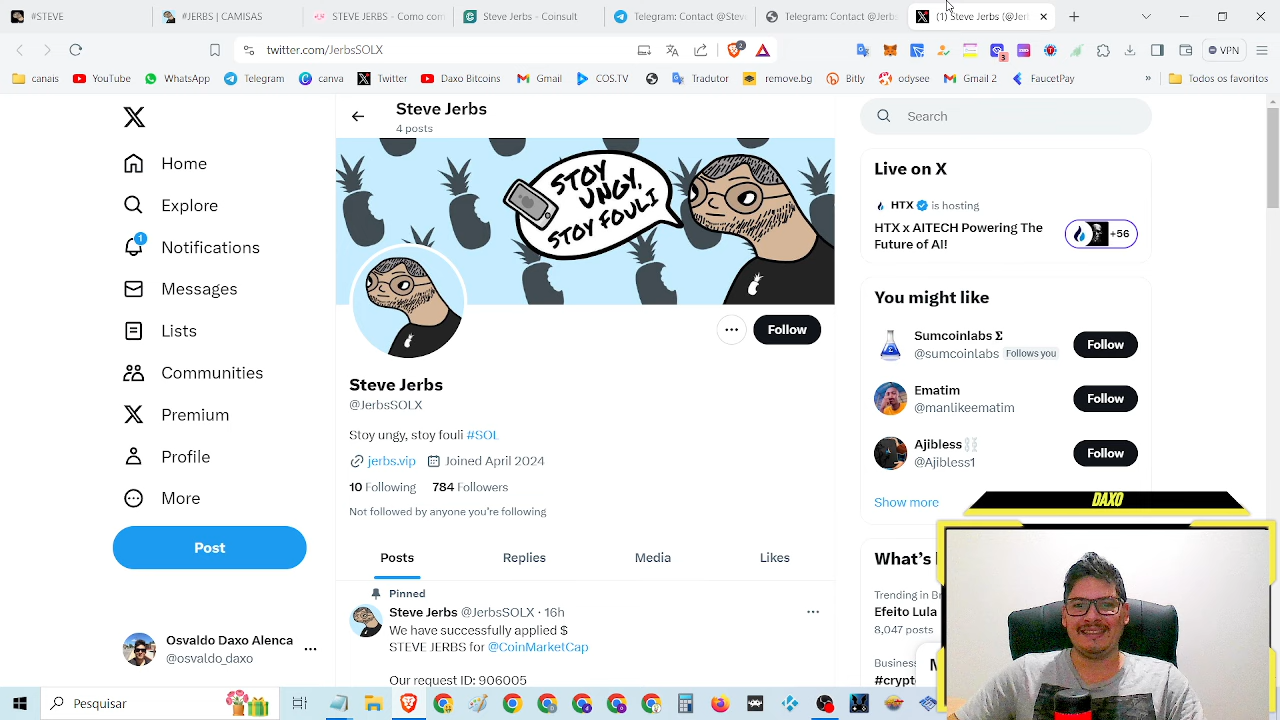 #STEVE
#JERBS | CAMISAS
STEVE JERBS - Como com
Steve Jerbs - Coinsult
Telegram: Contact @Jerbs
Telegram: Contact @Jerbs
(1) Steve Jerbs (@Jer
twitter.com/JerbsSOLX
2
3
VPN
canais
YouTube
WhatsApp
Telegram
canva
Twitter
Daxo Bitcoins
Gmail
COS.TV
Tradutor
remove.bg
Bitly
odysee
Gmail 2
FaucetPay
»
Todos os favoritos
Steve Jerbs
4 posts
Search
Home
Explore
1
Notifications
Messages
Lists
Communities
Premium
Profile
More
Post
Osvaldo Daxo Alenca
@osvaldo_daxo
STOY
UNGY,
STOY FOULI
Follow
Steve Jerbs
@JerbsSOLX
Stoy ungy, stoy fouli #SOL
jerbs.vip Joined April 2024
10 Following 784 Followers
Not followed by anyone you're following
Posts Replies Media Likes
Pinned
Steve Jerbs @JerbsSOLX · 16h
We have successfully applied $
STEVE JERBS for @CoinMarketCap
Our request ID: 906005
Live on X
HTX is hosting
HTX x AITECH Powering The
Future of AI!
+56
You might like
Sumcoinlabs Σ
@sumcoinlabs Follows you
Follow
Ematim
@manlikeematim
Follow
Ajibless
@Ajibless1
Follow
Show more
What's
Trending in Br
Efeito Lula
8,047 posts
Business
#crypt
DAXO
Pesquisar